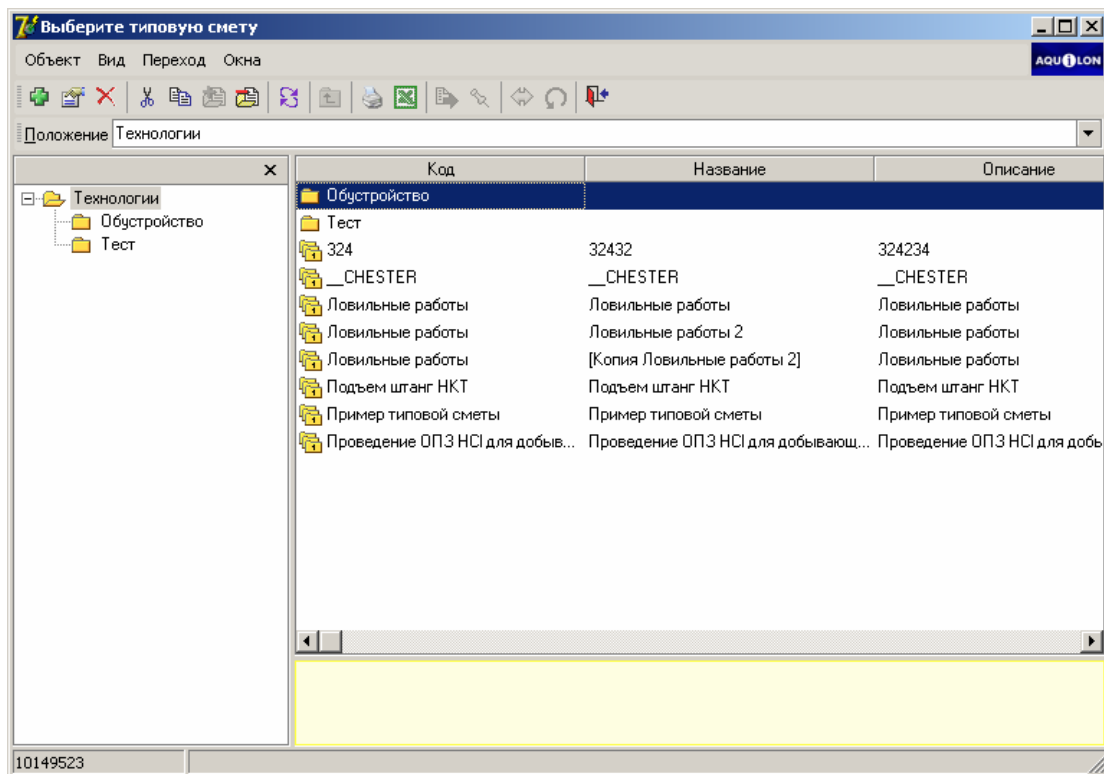 Выберите типовую смету
Объект Вид Переход Окна
AQUILON
Положение Технологии
Код Название Описание
Технологии
Обустройство
Тест
Обустройство
Тест
324 32432 324234
__CHESTER __CHESTER __CHESTER
Ловильные работы Ловильные работы Ловильные работы
Ловильные работы Ловильные работы 2 Ловильные работы
Ловильные работы [Копия Ловильные работы 2] Ловильные работы
Подъем штанг НКТ Подъем штанг НКТ Подъем штанг НКТ
Пример типовой сметы Пример типовой сметы Пример типовой сметы
Проведение ОПЗ HCl для добыв... Проведение ОПЗ HCl для добывающ... Проведение ОПЗ HCl для добы
10149523